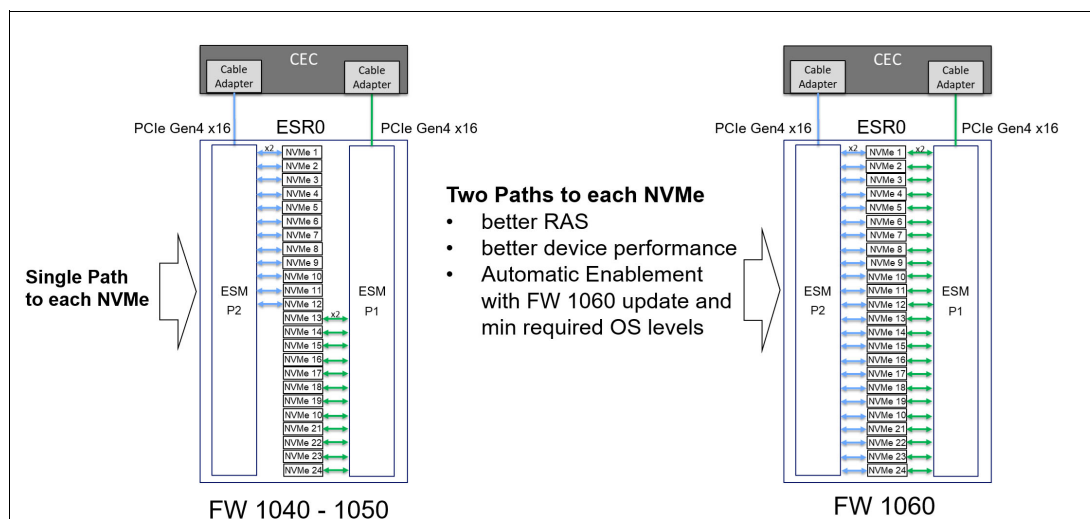 CEC
Cable
Adapter
Cable
Adapter
PCIe Gen4 x16
ESR0
PCIe Gen4 x16
Single Path
to each NVMe
ESM
P2
x2
NVMe 1
NVMe 2
NVMe 3
NVMe 4
NVMe 5
NVMe 6
NVMe 7
NVMe 8
NVMe 9
NVMe 10
NVMe 11
NVMe 12
NVMe 13
x2
NVMe 14
NVMe 15
NVMe 16
NVMe 17
NVMe 18
NVMe 19
NVMe 10
NVMe 21
NVMe 22
NVMe 23
NVMe 24
ESM
P1
FW 1040 - 1050
Two Paths to each NVMe
• better RAS
• better device performance
• Automatic Enablement
with FW 1060 update and
min required OS levels
CEC
Cable
Adapter
Cable
Adapter
PCIe Gen4 x16
ESR0
PCIe Gen4 x16
ESM
P2
x2
NVMe 1
x2
NVMe 2
NVMe 3
NVMe 4
NVMe 5
NVMe 6
NVMe 7
NVMe 8
NVMe 9
NVMe 10
NVMe 11
NVMe 12
NVMe 13
NVMe 14
NVMe 15
NVMe 16
NVMe 17
NVMe 18
NVMe 19
NVMe 10
NVMe 21
NVMe 22
NVMe 23
NVMe 24
ESM
P1
FW 1060